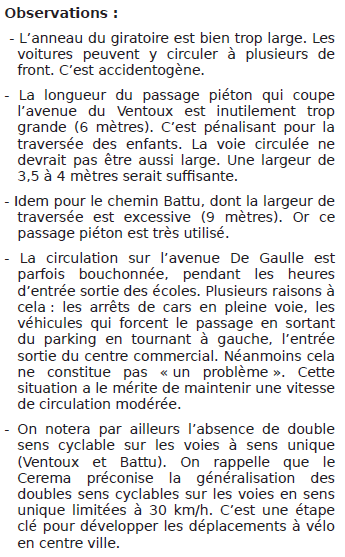 Observations :
- L’anneau du giratoire est bien trop large. Les
voitures peuvent y circuler à plusieurs de
front. C’est accidentogène.
- La longueur du passage piéton qui coupe
l’avenue du Ventoux est inutilement trop
grande (6 mètres). C’est pénalisant pour la
traversée des enfants. La voie circulée ne
devrait pas être aussi large. Une largeur de
3,5 à 4 mètres serait suffisante.
- Idem pour le chemin Battu, dont la largeur de
traversée est excessive (9 mètres). Or ce
passage piéton est très utilisé.
- La circulation sur l’avenue De Gaulle est
parfois bouchonnée, pendant les heures
d’entrée sortie des écoles. Plusieurs raisons à
cela : les arrêts de cars en pleine voie, les
véhicules qui forcent le passage en sortant
du parking en tournant à gauche, l’entrée
sortie du centre commercial. Néanmoins cela
ne constitue pas « un problème ». Cette
situation a le mérite de maintenir une vitesse
de circulation modérée.
- On notera par ailleurs l’absence de double
sens cyclable sur les voies à sens unique
(Ventoux et Battu). On rappelle que le
Cerema préconise la généralisation des
doubles sens cyclables sur les voies en sens
unique limitées à 30 km/h. C’est une étape
clé pour développer les déplacements à vélo
en centre ville.